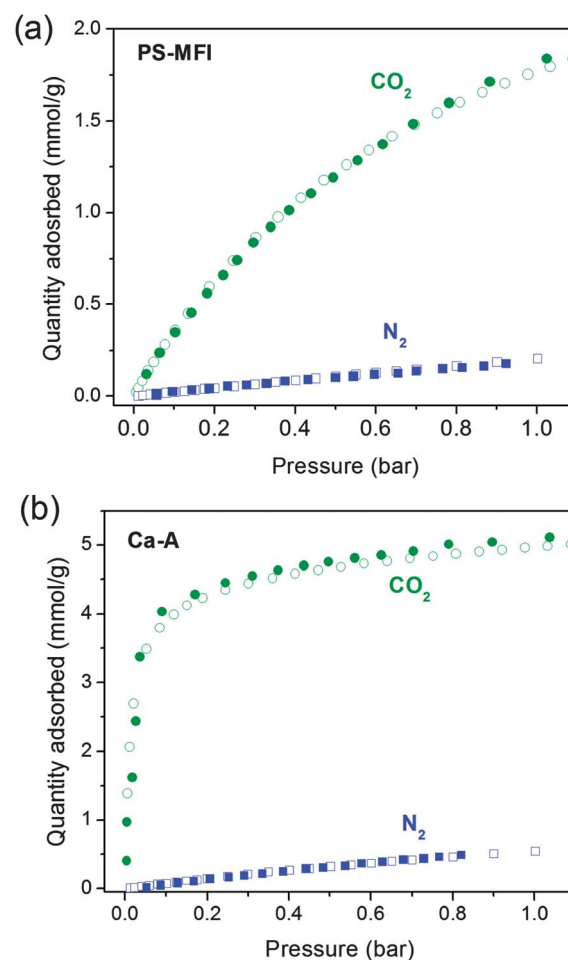 (a)
PS-MFI
CO₂
N₂
Quantity adosrbed (mmol/g)
2.0
1.5
1.0
0.5
0.0
0.0 0.2 0.4 0.6 0.8 1.0
Pressure (bar)
(b)
Ca-A
CO₂
N₂
Quantity adsorbed (mmol/g)
5
4
3
2
1
0
0.0 0.2 0.4 0.6 0.8 1.0
Pressure (bar)